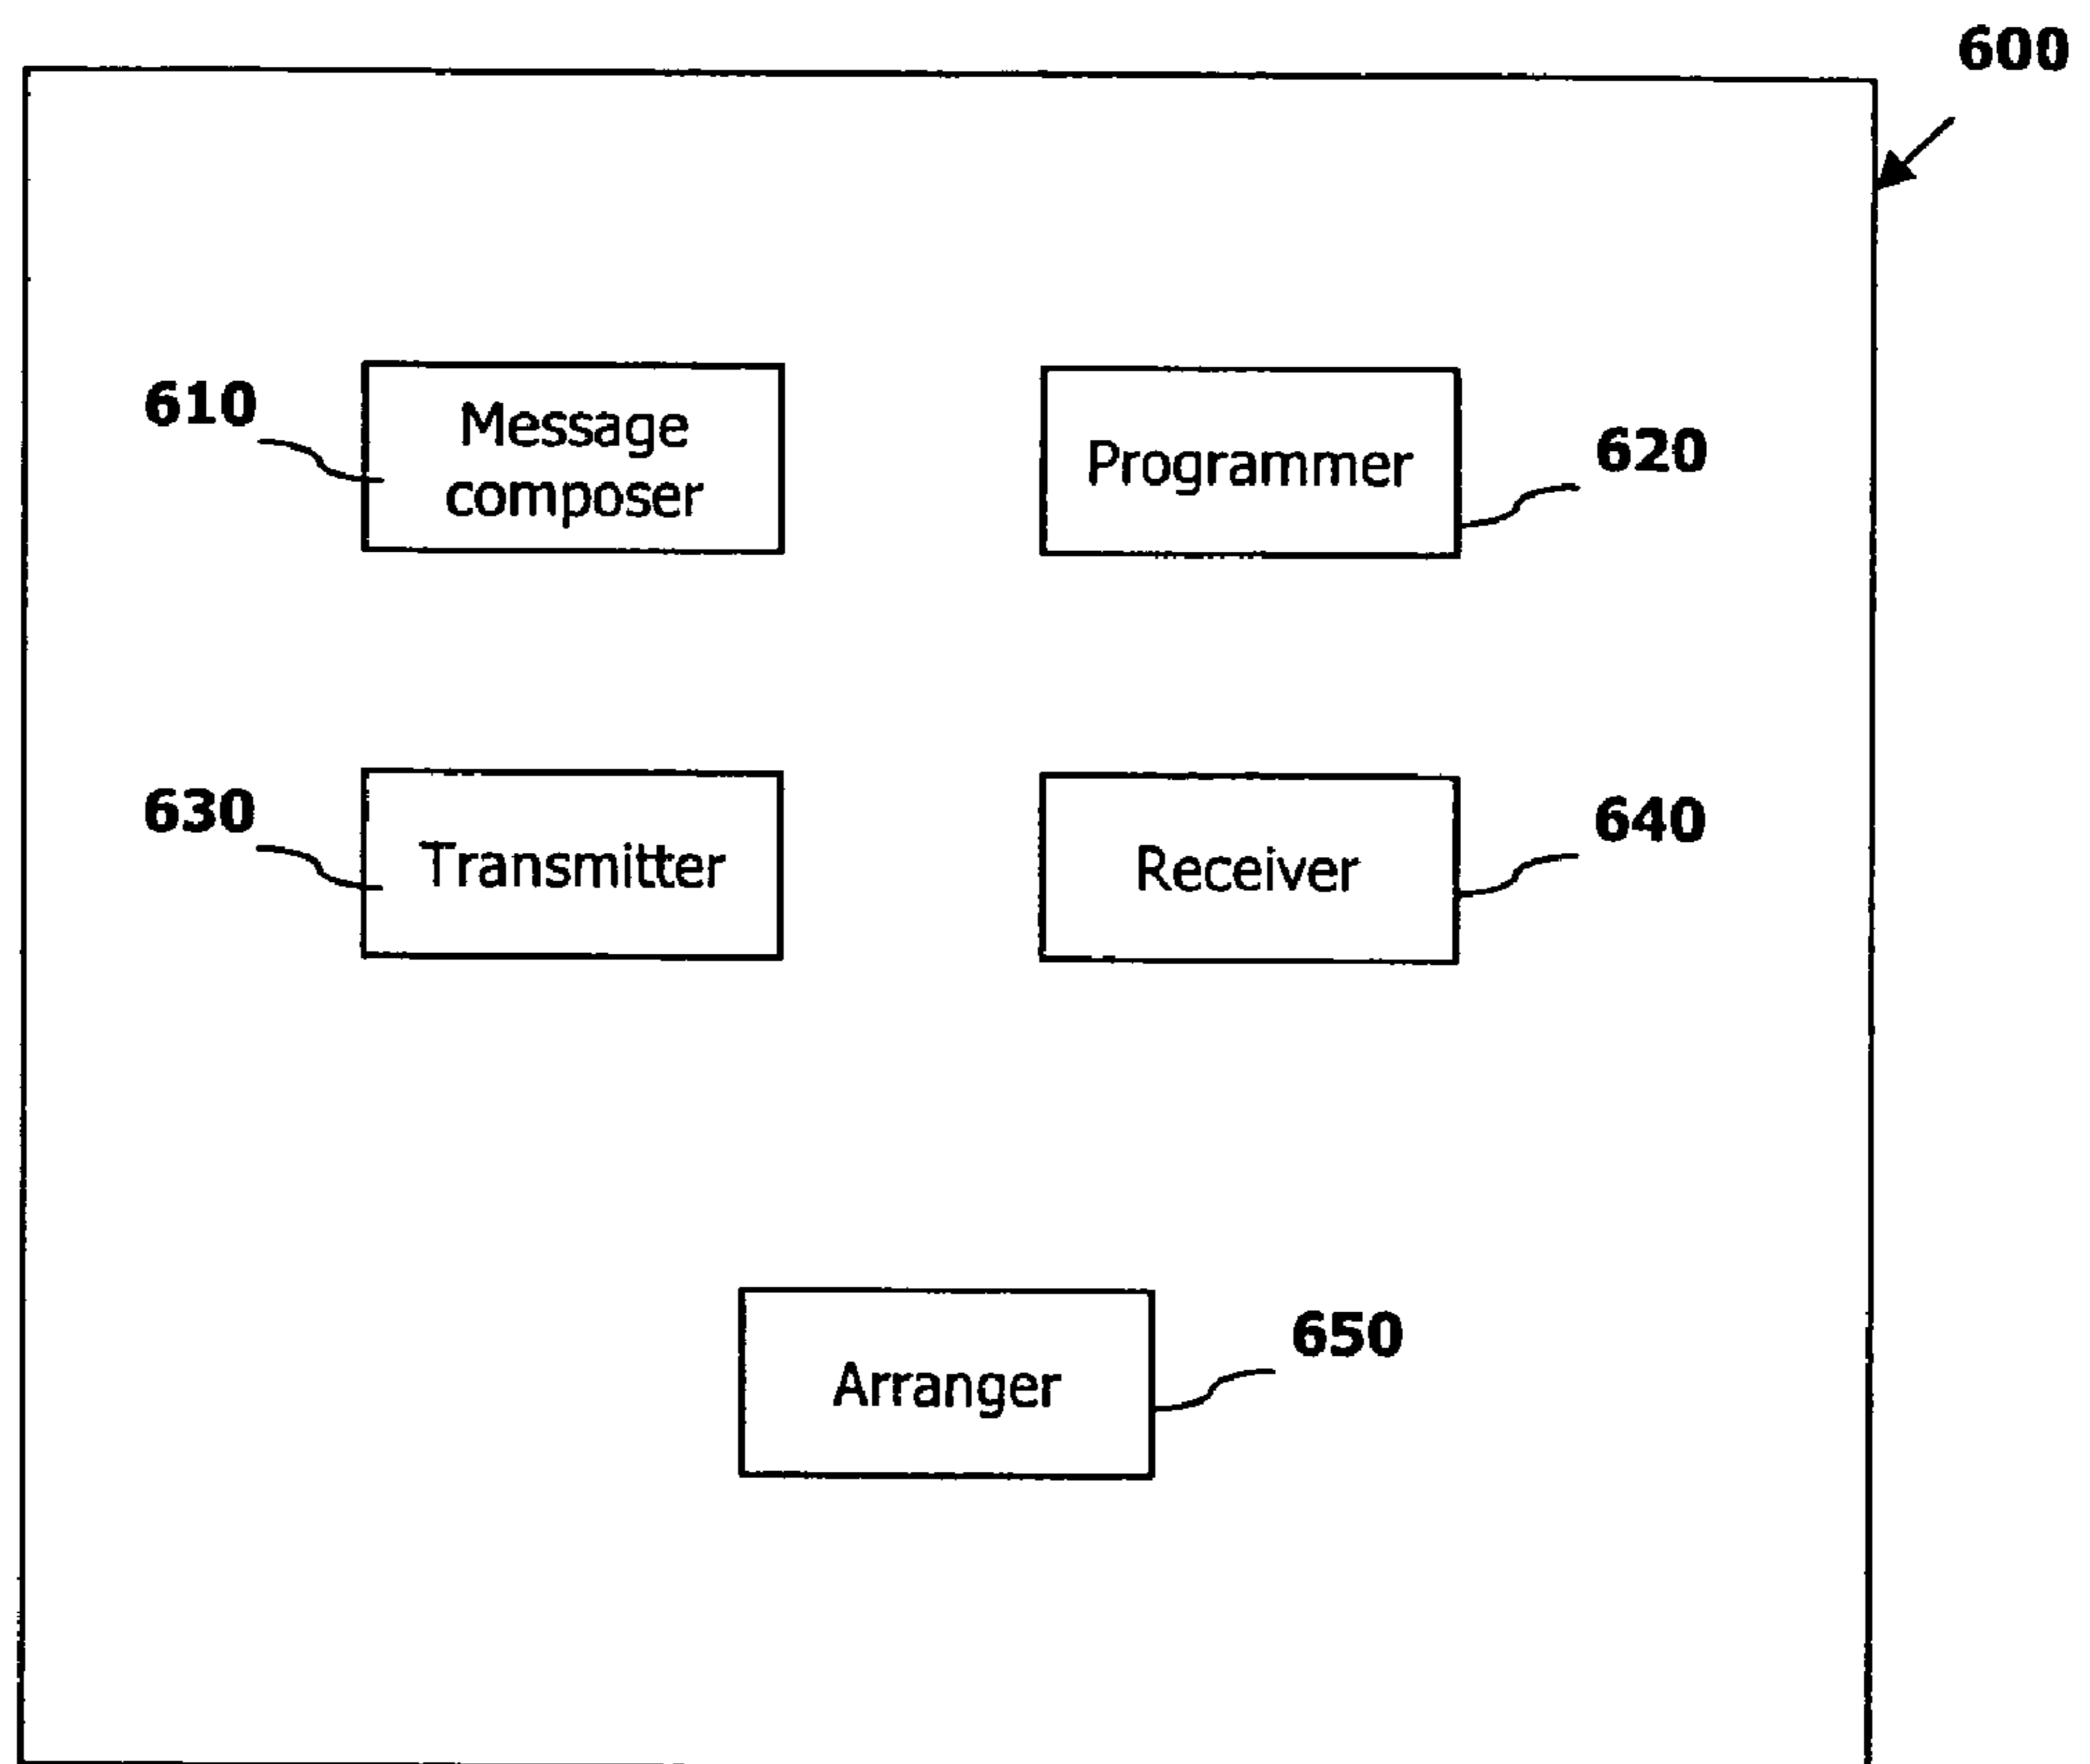 600
610
Message
composer
Programmer
620
630
Transmitter
Receiver
640
Arranger
650